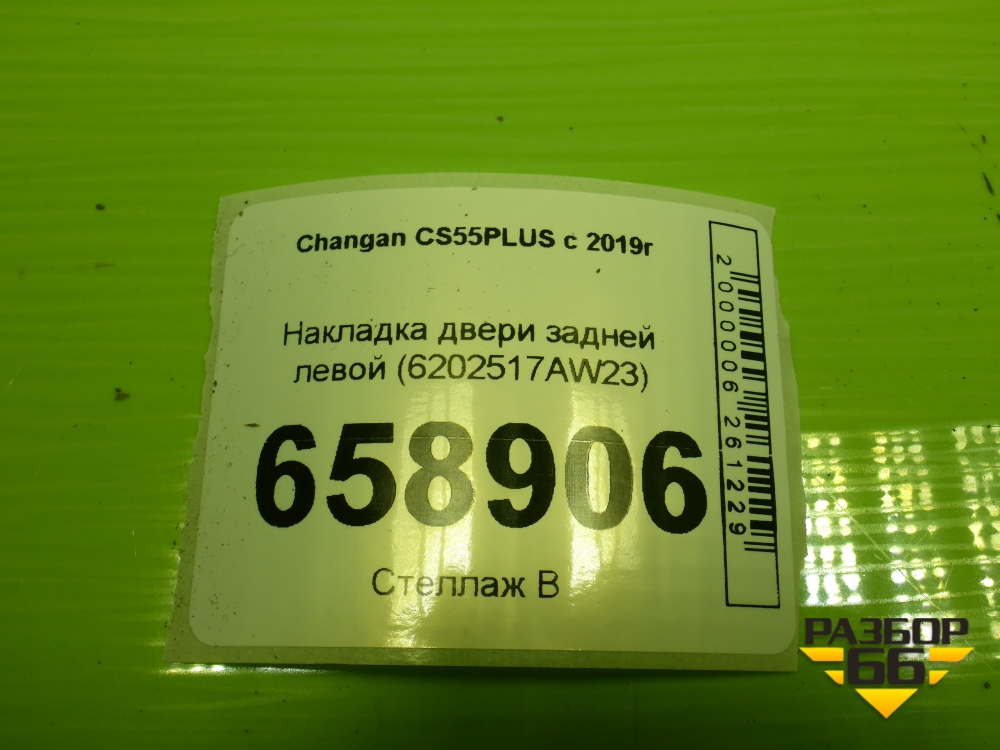 Changan CS55PLUS с 2019г
Накладка двери задней
левой (6202517AW23)
658906
Стеллаж В
2000006261229
РАЗБОР
66